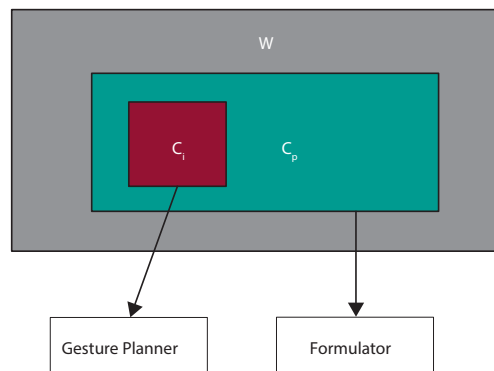 W
Cᵢ
Cₚ
Gesture Planner
Formulator